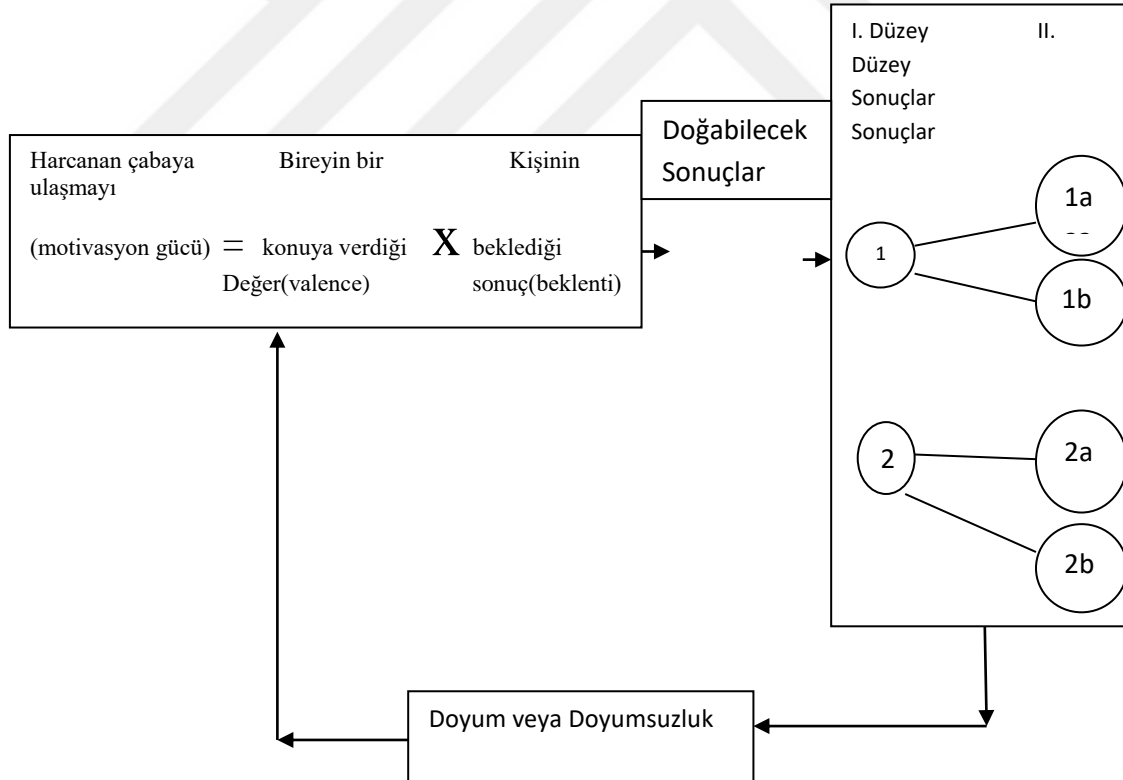 I. Düzey II.
Düzey
Sonuçlar
Sonuçlar
Doğabilecek
Sonuçlar
Harcanan çabaya Bireyin bir Kişinin
ulaşmayı
(motivasyon gücü) = konuya verdiği X beklediği
Değer(valence) sonuç(beklenti)
1
1a
1b
2
2a
2b
Doyum veya Doyumsuzluk